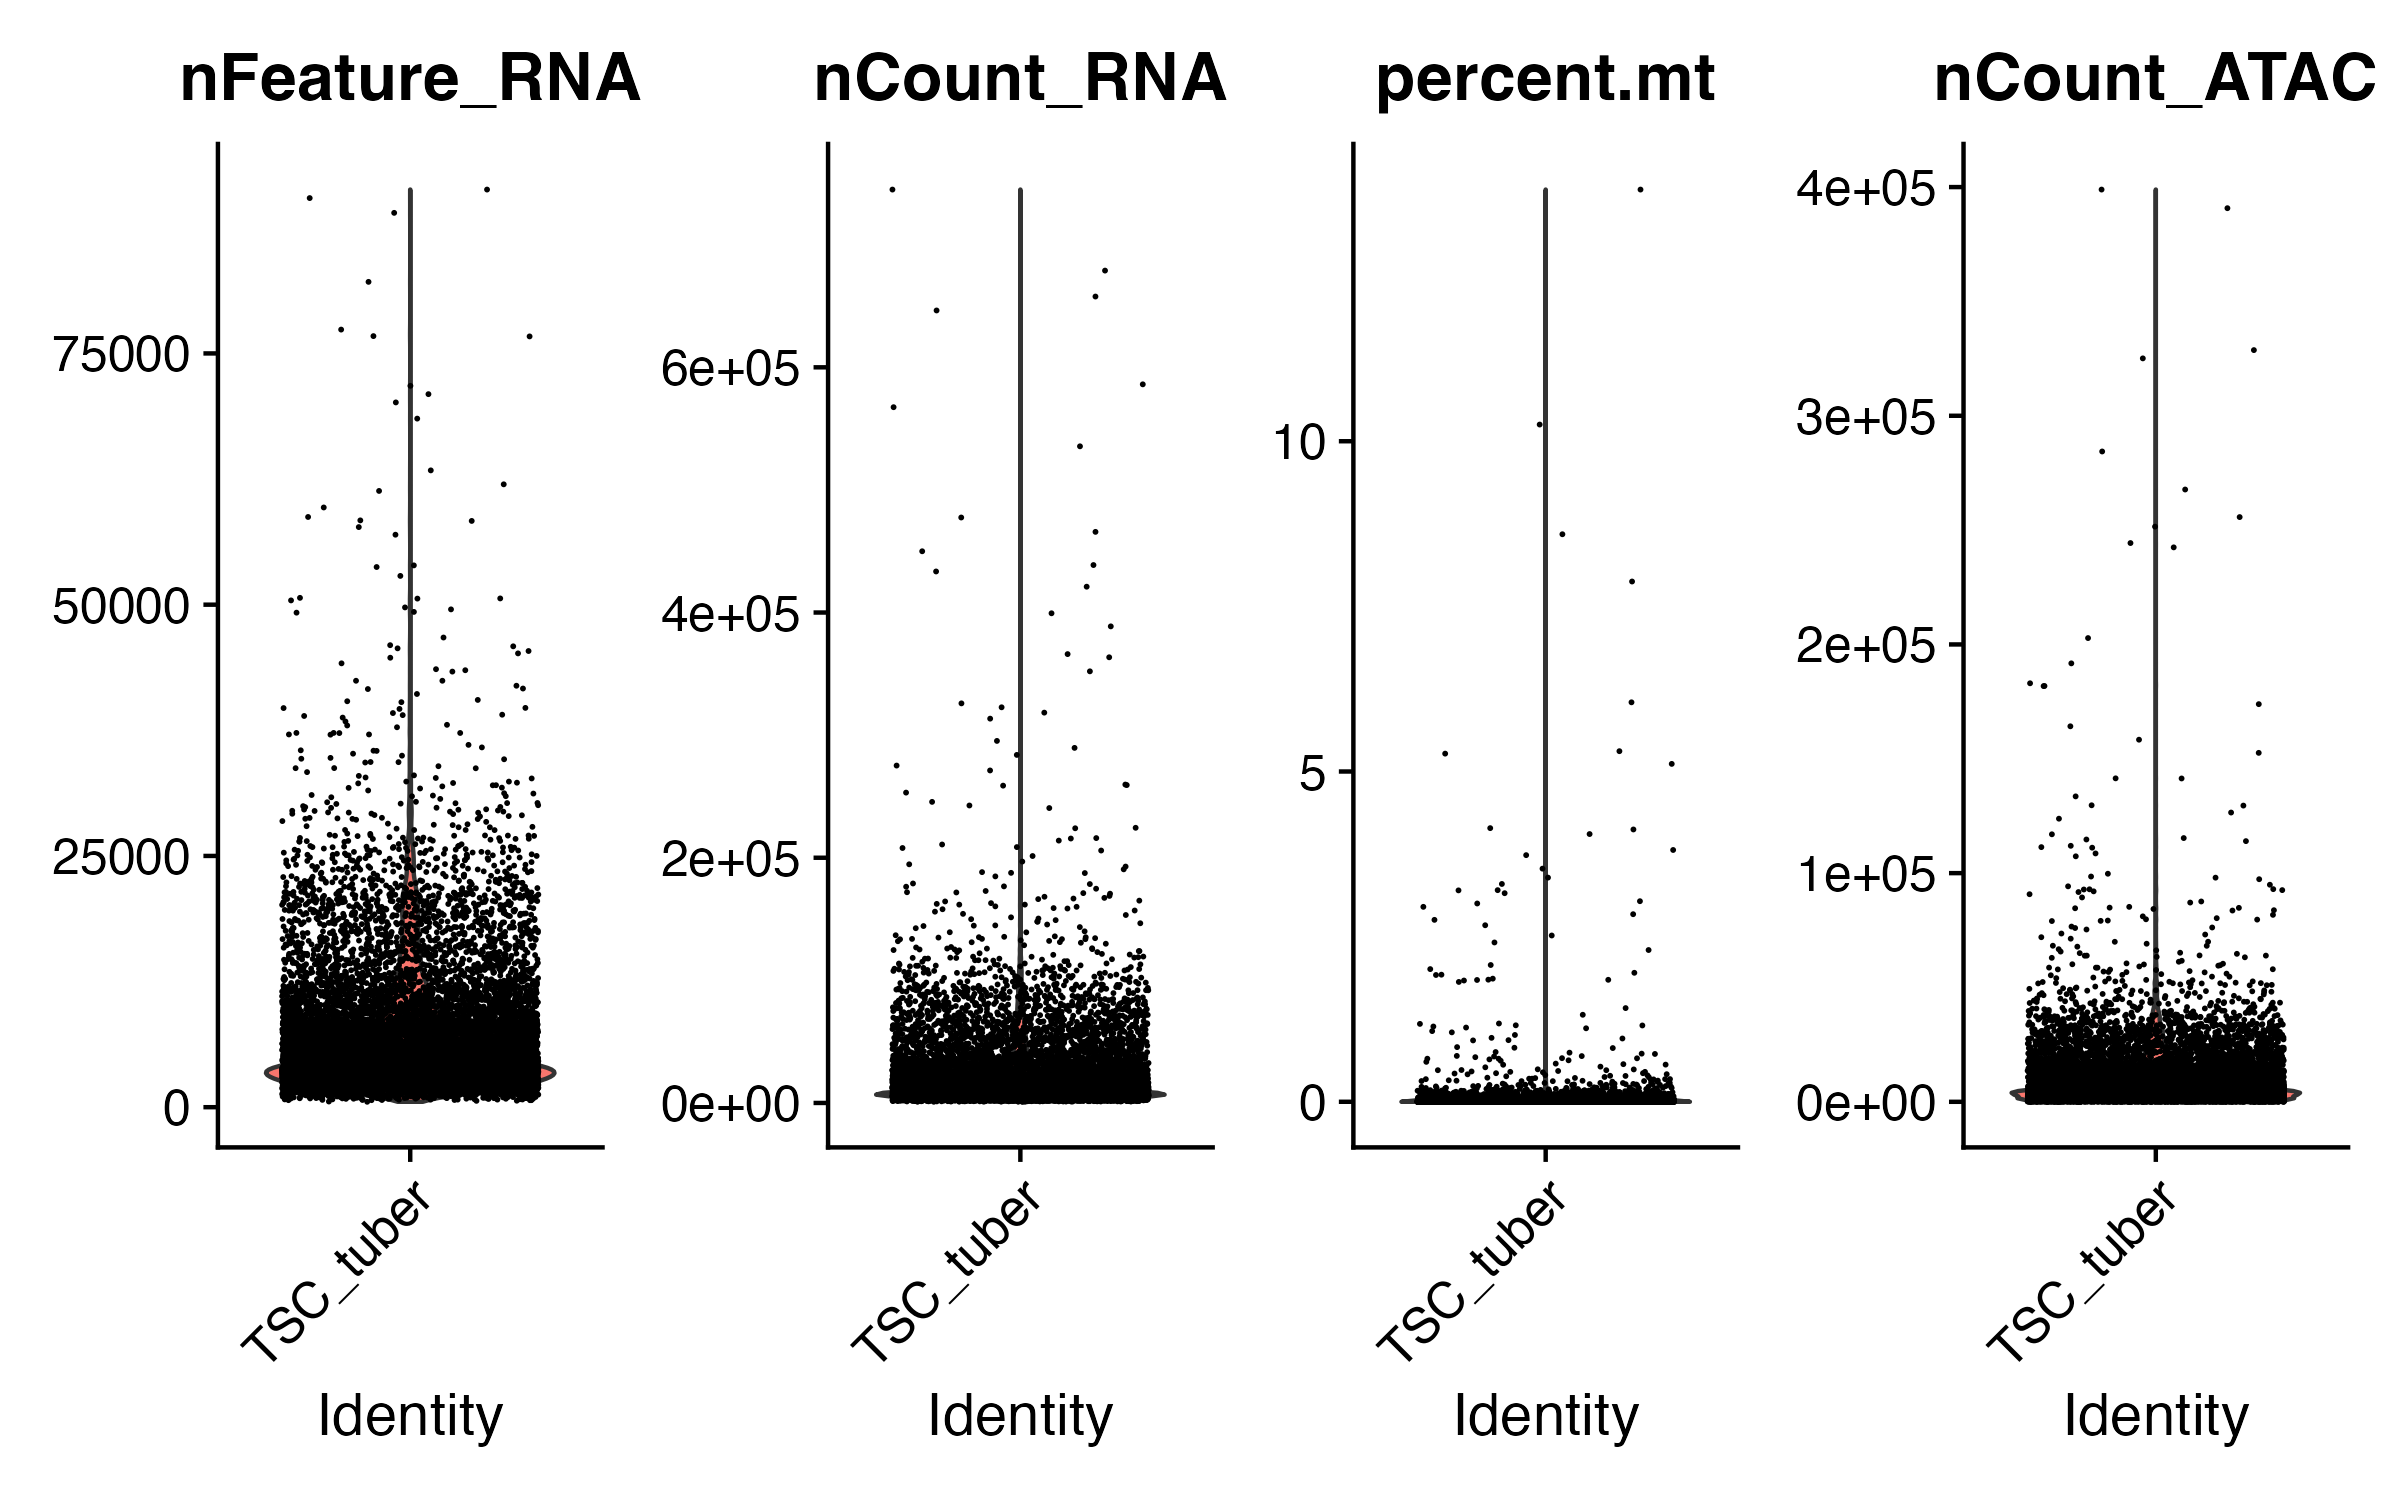 nFeature_RNA
75000
50000
25000
0
TSC_tuber
Identity
nCount_RNA
6e+05
4e+05
2e+05
0e+00
TSC_tuber
Identity
percent.mt
10
5
0
TSC_tuber
Identity
nCount_ATAC
4e+05
3e+05
2e+05
1e+05
0e+00
TSC_tuber
Identity